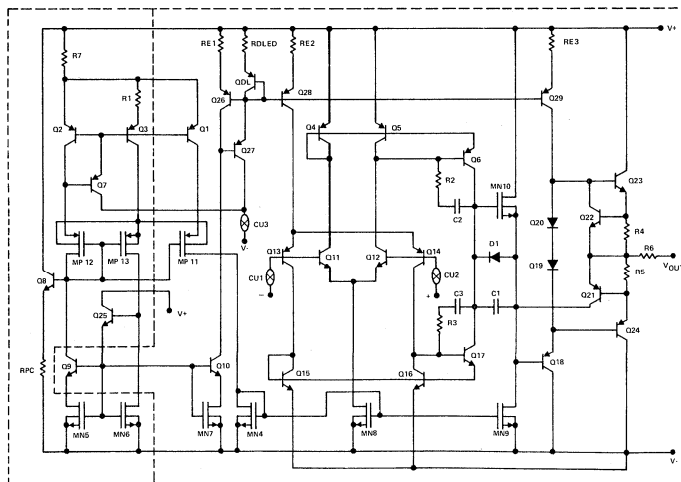 V+
R7
RE1
RDLED
RE2
RE3
QDL
R1
Q26
Q28
Q29
Q2
Q3
Q1
Q4
Q5
Q27
Q6
Q23
Q7
R2
MN10
Q22
C2
Q20
R4
CU3
R6
V-
D1
VOUT
MP 12
MP 13
MP 11
Q13
Q11
Q12
Q14
Q19
R5
Q8
CU1
CU2
-
+
Q21
Q25
V+
C3
C1
R3
Q24
RPC
Q9
Q10
Q15
Q16
Q17
Q18
MN5
MN6
MN7
MN4
MN8
MN9
V-